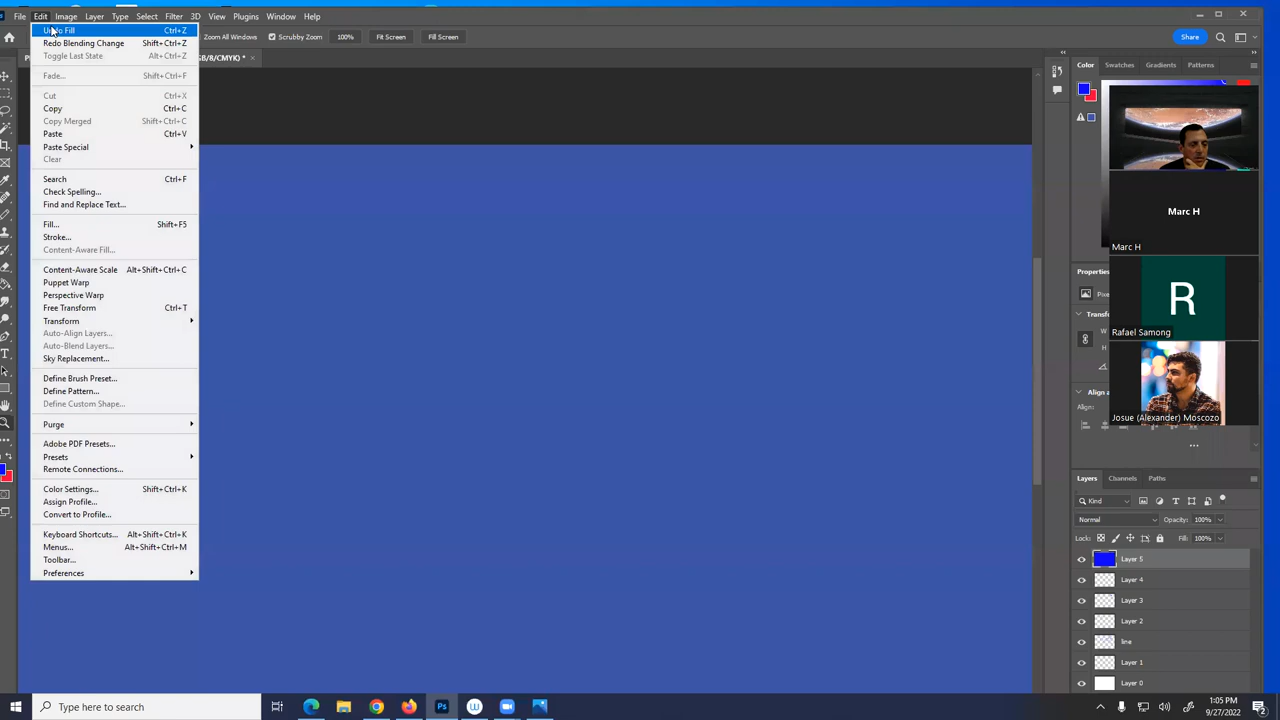 File Edit Image Layer Type Select Filter 3D View Plugins Window Help
Zoom All Windows Scrubby Zoom 100% Fit Screen Fill Screen Share
GB/8/CMYK) * ×
Undo Fill Ctrl+Z
Redo Blending Change Shift+Ctrl+Z
Toggle Last State Alt+Ctrl+Z
Fade... Shift+Ctrl+F
Cut Ctrl+X
Copy Ctrl+C
Copy Merged Shift+Ctrl+C
Paste Ctrl+V
Paste Special
Clear
Search Ctrl+F
Check Spelling...
Find and Replace Text...
Fill... Shift+F5
Stroke...
Content-Aware Fill...
Content-Aware Scale Alt+Shift+Ctrl+C
Puppet Warp
Perspective Warp
Free Transform Ctrl+T
Transform
Auto-Align Layers...
Auto-Blend Layers...
Sky Replacement...
Define Brush Preset...
Define Pattern...
Define Custom Shape...
Purge
Adobe PDF Presets...
Presets
Remote Connections...
Color Settings... Shift+Ctrl+K
Assign Profile...
Convert to Profile...
Keyboard Shortcuts... Alt+Shift+Ctrl+K
Menus... Alt+Shift+Ctrl+M
Toolbar...
Preferences
Color Swatches Gradients Patterns
Marc H
Marc H
Properties
R
Rafael Samong
Transfo
W
H
Josue (Alexander) Moscozo
Align a
Align:
Layers Channels Paths
Kind
Normal Opacity: 100%
Lock: Fill: 100%
Layer 5
Layer 4
Layer 3
Layer 2
line
Layer 1
Layer 0
Type here to search
Ps
1:05 PM
9/27/2022